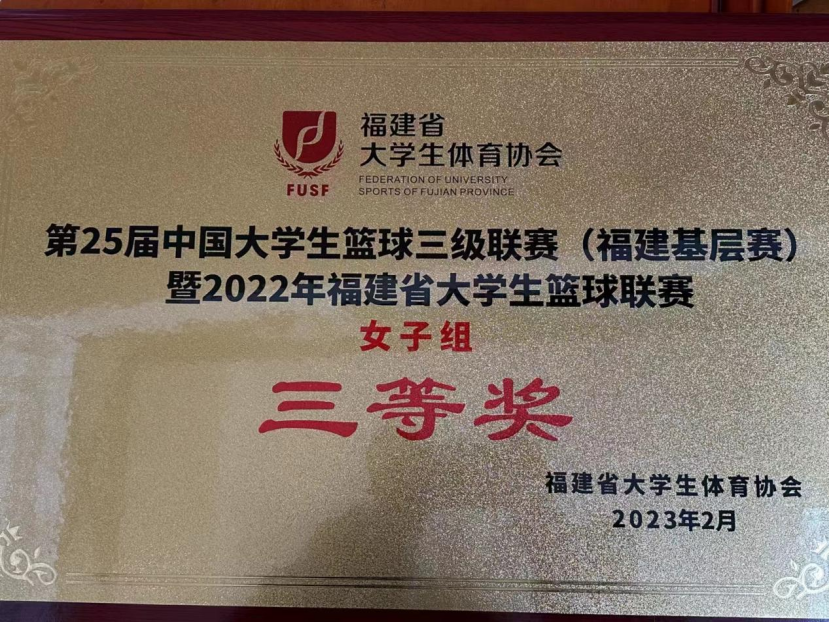 福建省
大学生体育协会
FEDERATION OF UNIVERSITY
SPORTS OF FUJIAN PROVINCE
FUSF
第25届中国大学生篮球三级联赛（福建基层赛）
暨2022年福建省大学生篮球联赛
女子组
三等奖
福建省大学生体育协会
2023年2月